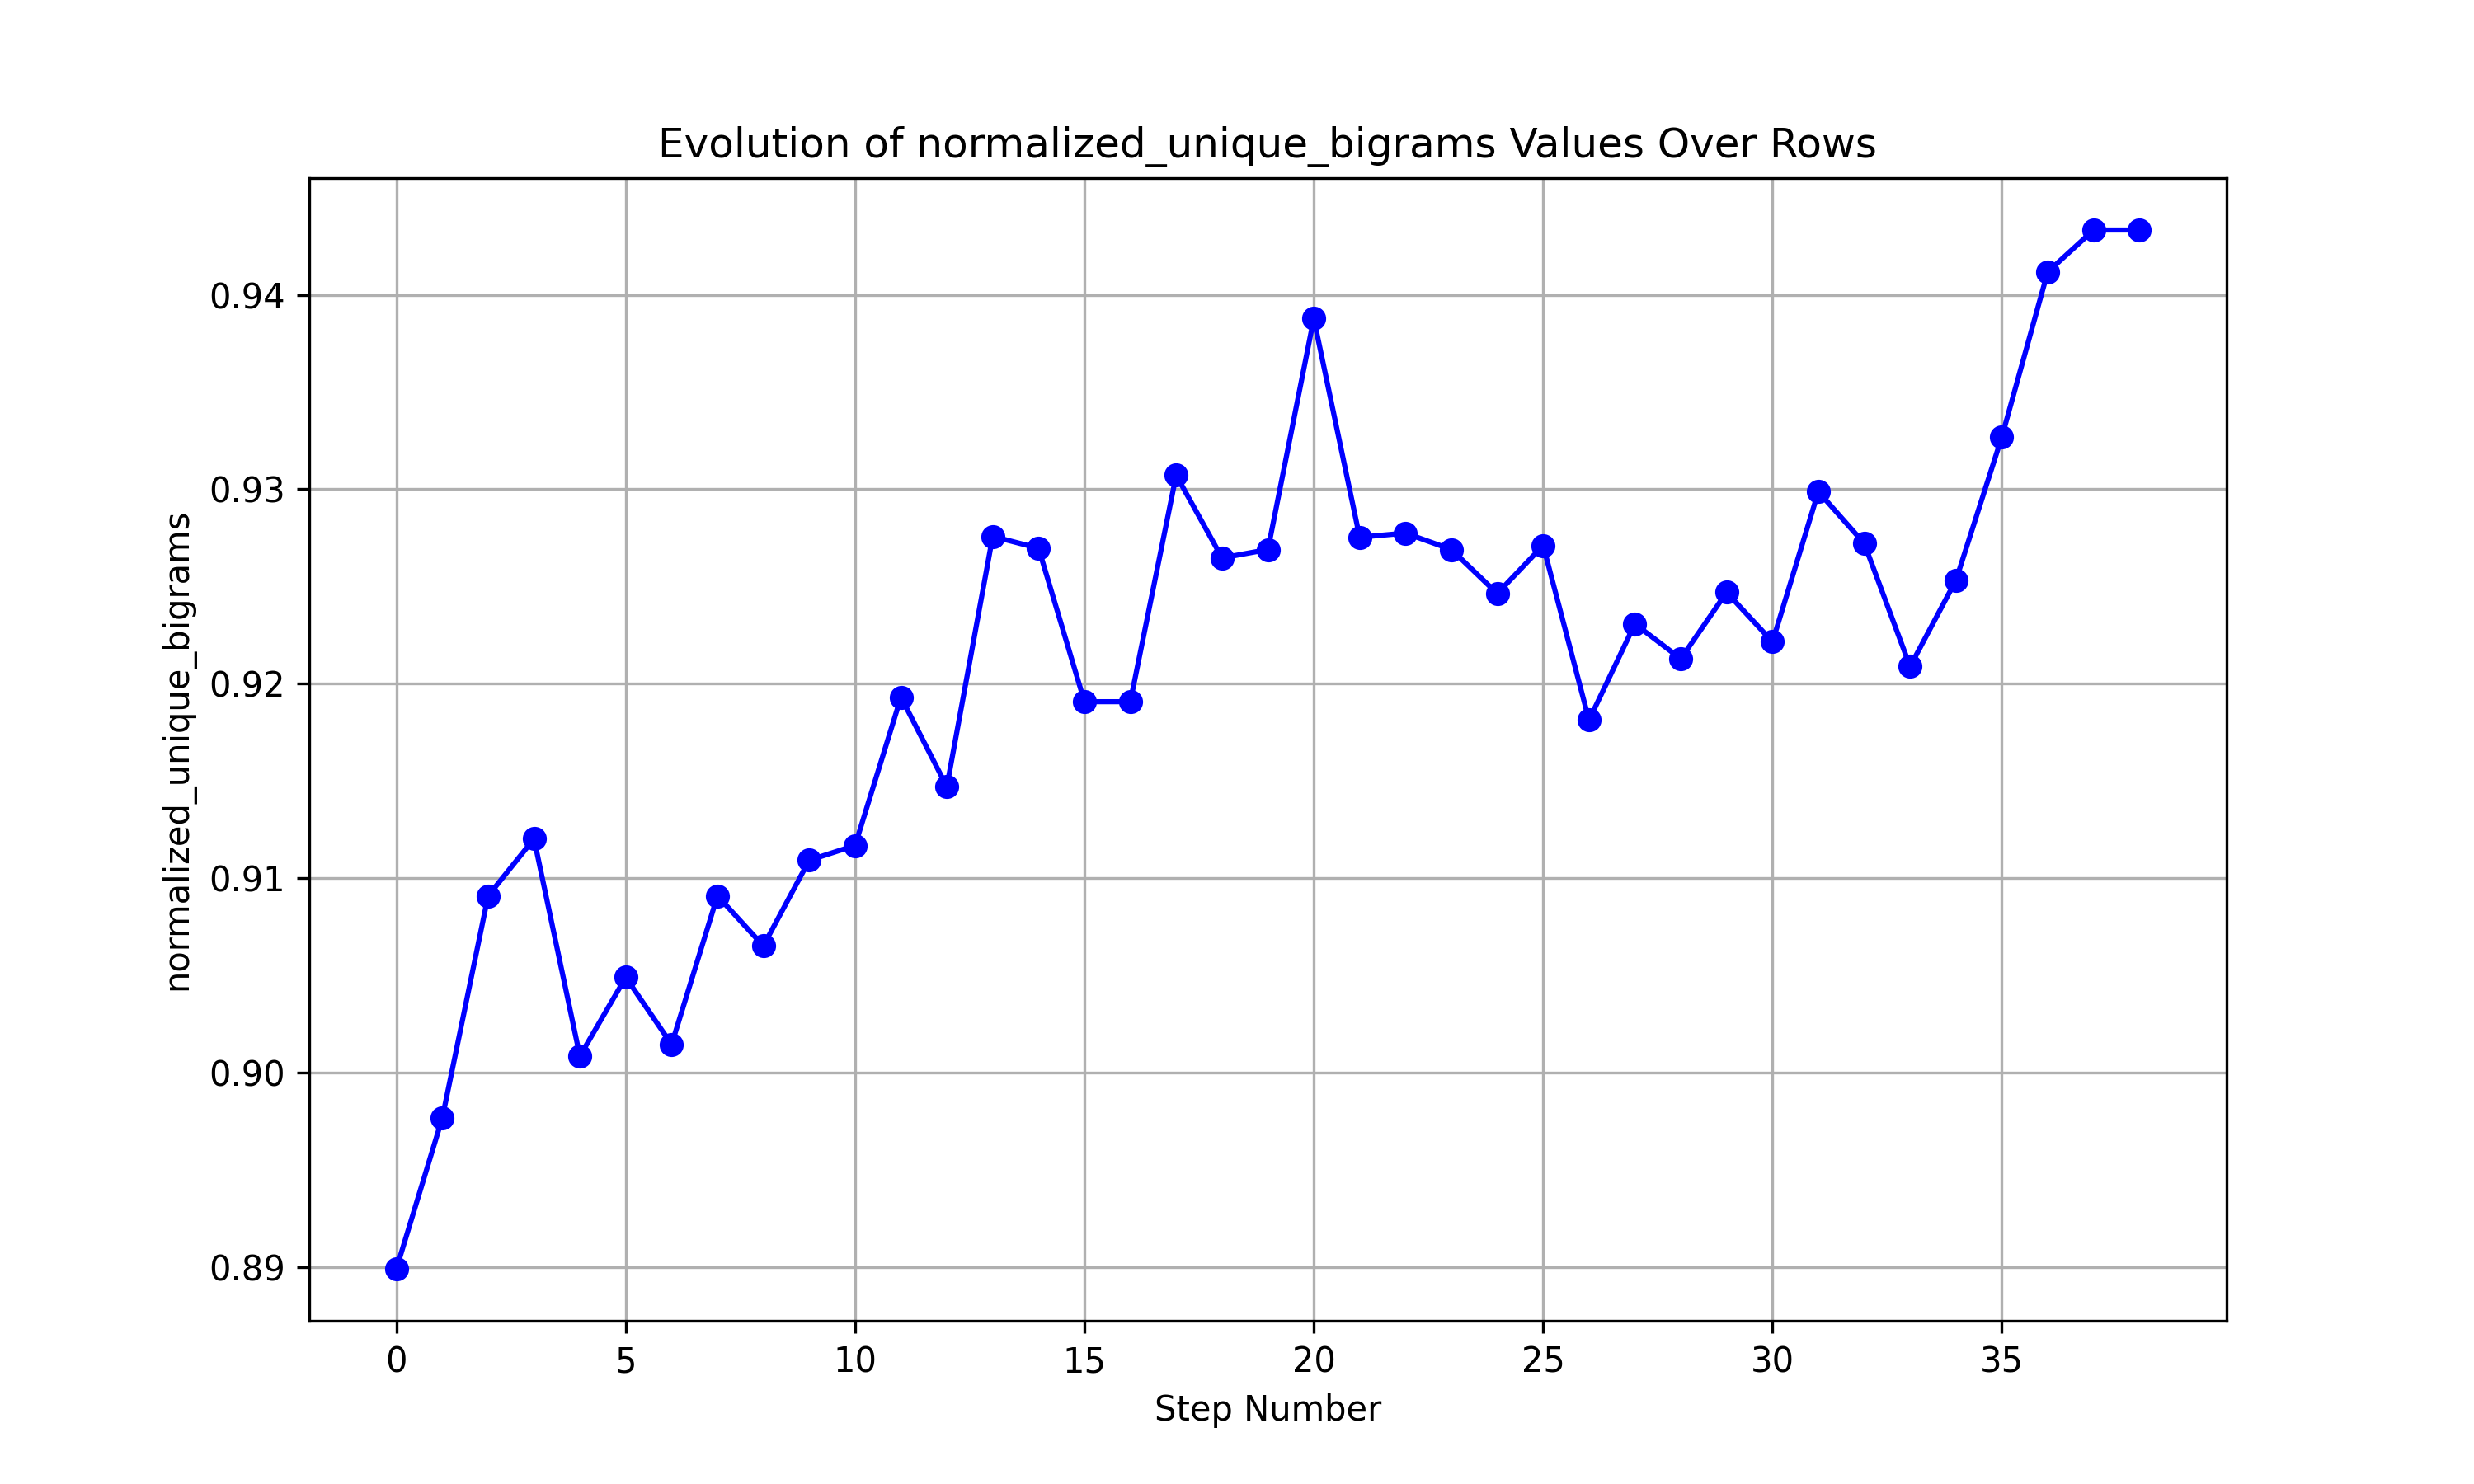 Evolution of normalized_unique_bigrams Values Over Rows
normalized_unique_bigrams
0.94
0.93
0.92
0.91
0.90
0.89
0 5 10 15 20 25 30 35
Step Number